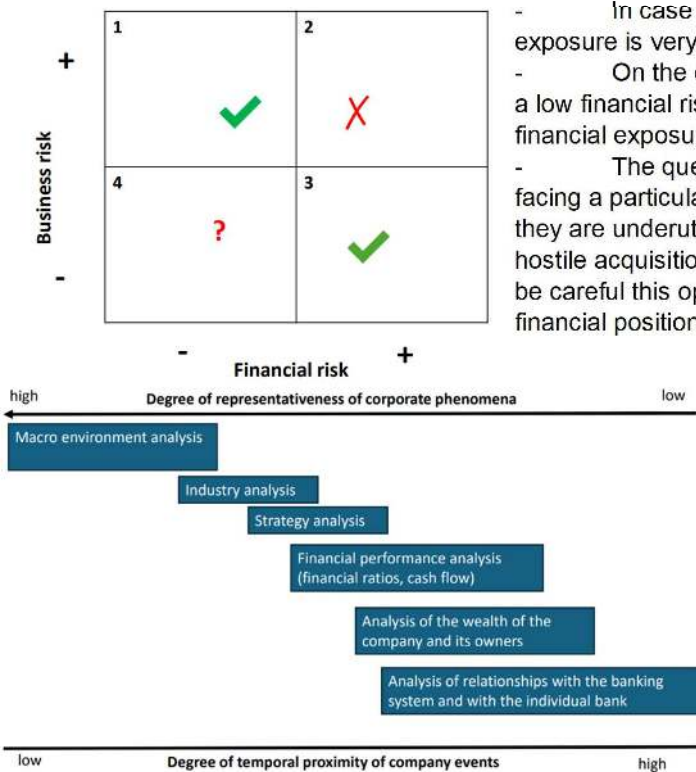 1
2
+
Business risk
4
3
?
-
-
+
Financial risk
- In case
exposure is very
- On the
a low financial ris
financial exposu
- The que
facing a particula
they are underut
hostile acquisitio
be careful this op
financial position
high
Degree of representativeness of corporate phenomena
low
Macro environment analysis
Industry analysis
Strategy analysis
Financial performance analysis
(financial ratios, cash flow)
Analysis of the wealth of the
company and its owners
Analysis of relationships with the banking
system and with the individual bank
low
Degree of temporal proximity of company events
high